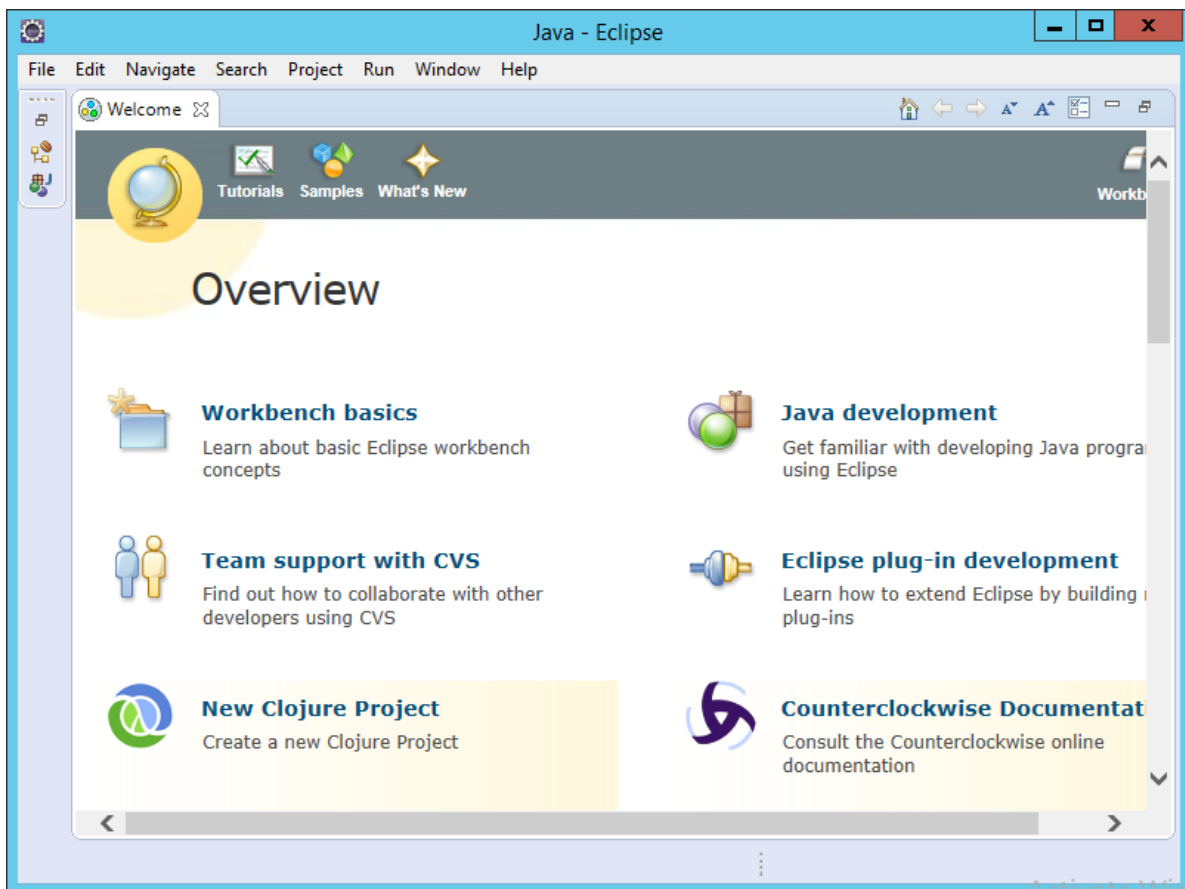 Java - Eclipse
File Edit Navigate Search Project Run Window Help
Welcome
Tutorials Samples What's New
Workb
Overview
Workbench basics
Learn about basic Eclipse workbench
concepts
Java development
Get familiar with developing Java progra
using Eclipse
Team support with CVS
Find out how to collaborate with other
developers using CVS
Eclipse plug-in development
Learn how to extend Eclipse by building
plug-ins
New Clojure Project
Create a new Clojure Project
Counterclockwise Documentat
Consult the Counterclockwise online
documentation